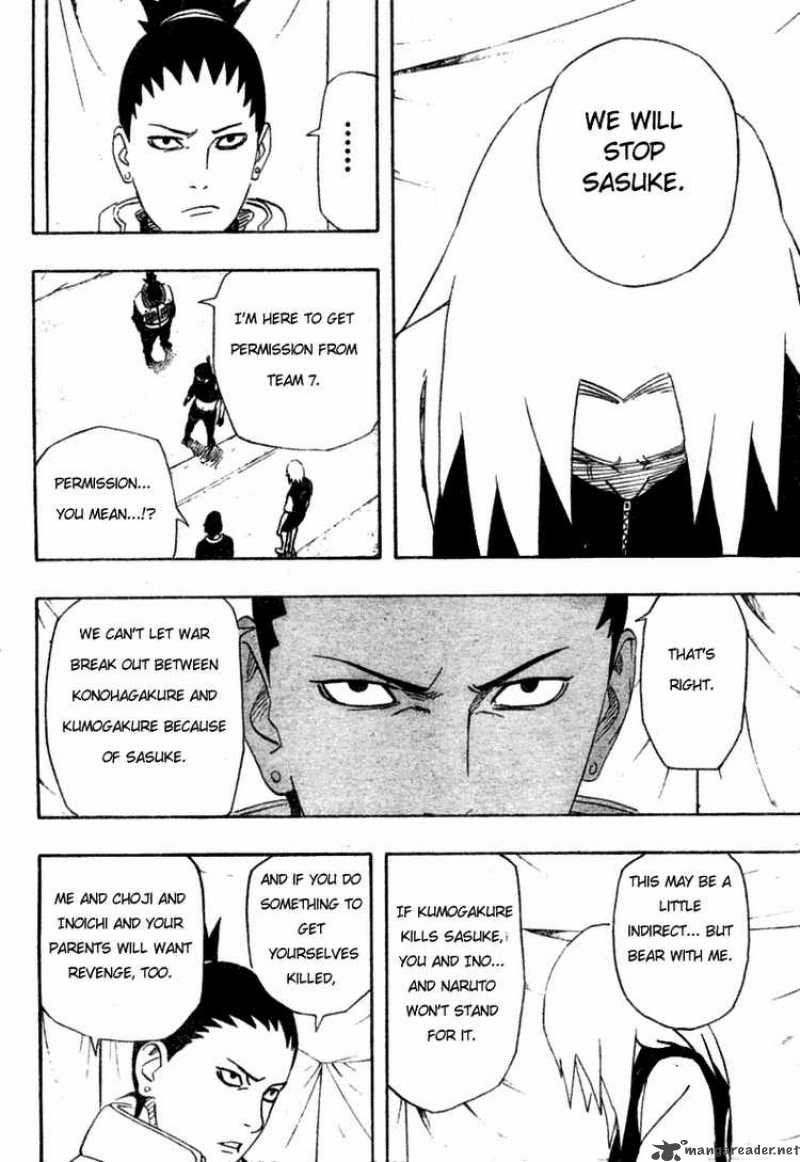 WE WILL
STOP
SASUKE.
......
I'M HERE TO GET
PERMISSION FROM
TEAM 7.
PERMISSION...
YOU MEAN...!?
THAT'S
RIGHT.
WE CAN'T LET WAR
BREAK OUT BETWEEN
KONOHAGAKURE AND
KUMOGAKURE BECAUSE
OF SASUKE.
THIS MAY BE A
LITTLE
INDIRECT... BUT
BEAR WITH ME.
IF KUMOGAKURE
KILLS SASUKE,
YOU AND INO...
AND NARUTO
WON'T STAND
FOR IT.
AND IF YOU DO
SOMETHING TO
GET
YOURSELVES
KILLED,
ME AND CHOJI AND
INOICHI AND YOUR
PARENTS WILL WANT
REVENGE, TOO.
mangareader.net